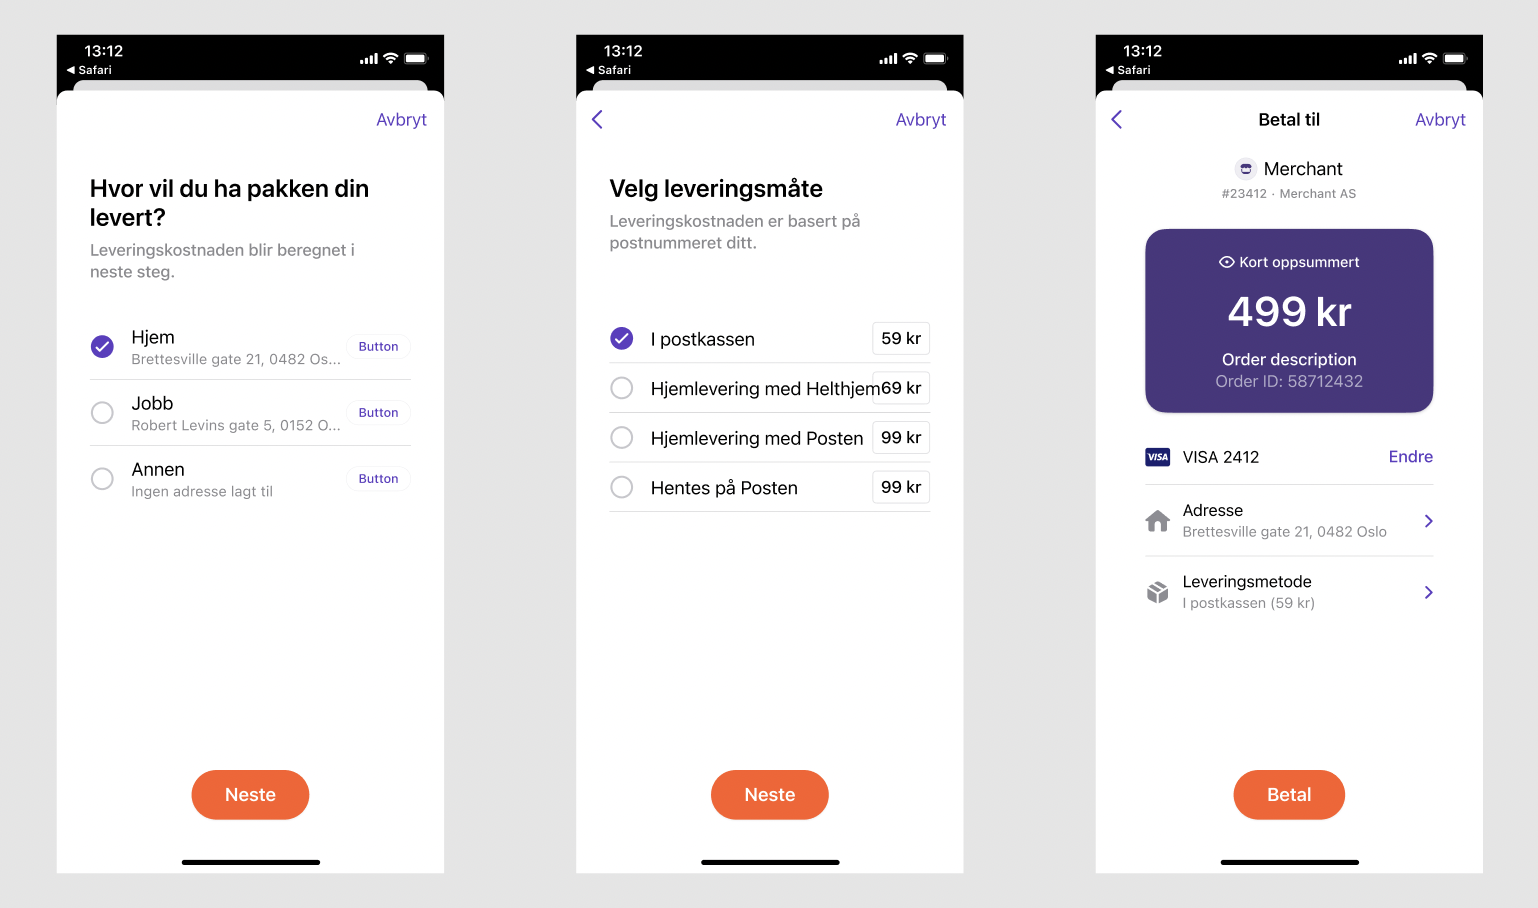 13:12
Safari
Avbryt
Hvor vil du ha pakken din
levert?
Leveringskostnaden blir beregnet i
neste steg.
Hjem
Brettesville gate 21, 0482 Os...
Button
Jobb
Robert Levins gate 5, 0152 O...
Button
Annen
Ingen adresse lagt til
Button
Neste
13:12
Safari
Avbryt
Velg leveringsmåte
Leveringskostnaden er basert på
postnummeret ditt.
I postkassen 59 kr
Hjemlevering med Helthjem 69 kr
Hjemlevering med Posten 99 kr
Hentes på Posten 99 kr
Neste
13:12
Safari
Betal til
Avbryt
Merchant
#23412 · Merchant AS
Kort oppsummert
499 kr
Order description
Order ID: 58712432
VISA VISA 2412 Endre
Adresse
Brettesville gate 21, 0482 Oslo
Leveringsmetode
I postkassen (59 kr)
Betal